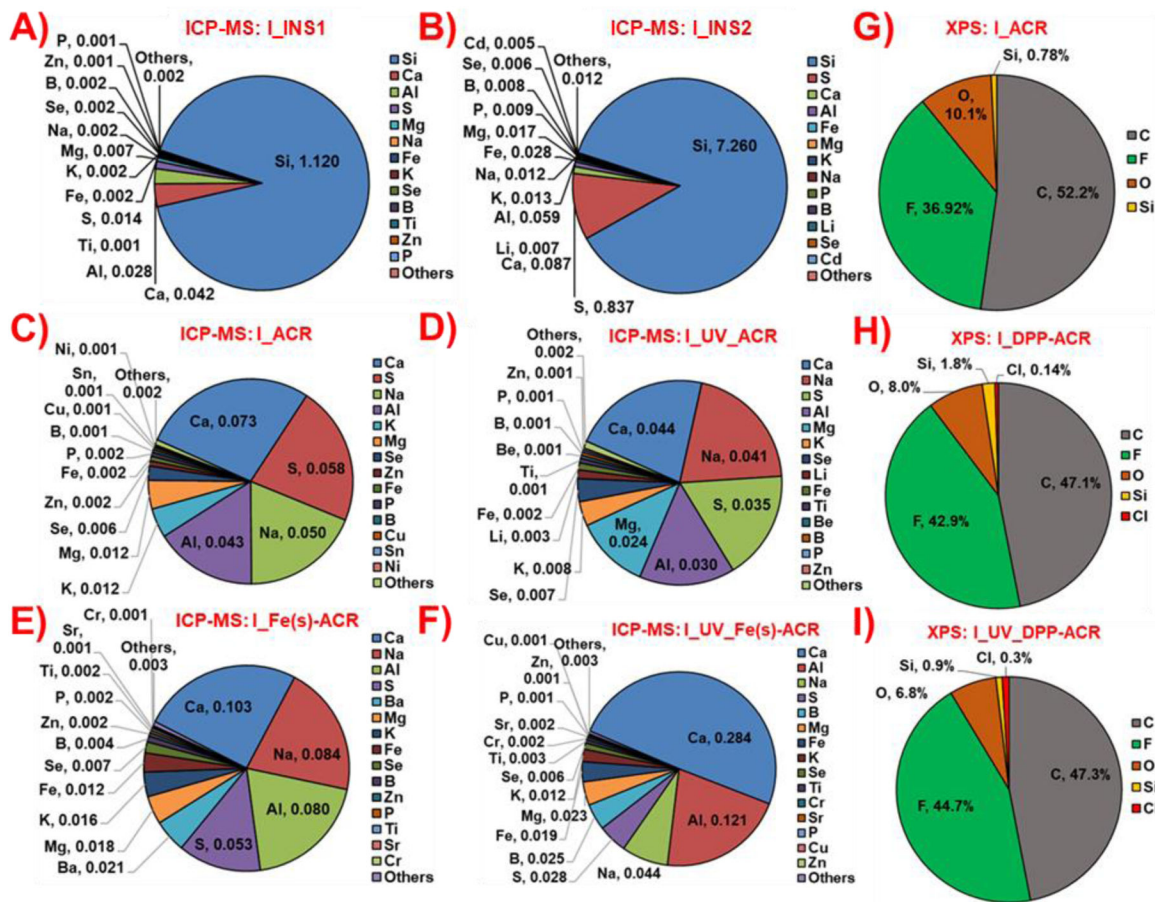 A)
ICP-MS: I_INS1
P, 0.001
Zn, 0.001
B, 0.002
Se, 0.002
Na, 0.002
Mg, 0.007
K, 0.002
Fe, 0.002
S, 0.014
Ti, 0.001
Al, 0.028
Ca, 0.042
Others,
0.002
Si, 1.120
Si
Ca
Al
S
Mg
Na
Fe
K
Se
B
Ti
Zn
P
Others
B)
ICP-MS: I_INS2
Cd, 0.005
Se, 0.006
B, 0.008
P, 0.009
Mg, 0.017
Fe, 0.028
Na, 0.012
K, 0.013
Al, 0.059
Li, 0.007
Ca, 0.087
S, 0.837
Others,
0.012
Si, 7.260
Si
S
Ca
Al
Fe
Mg
K
Na
P
B
Li
Se
Cd
Others
G)
XPS: I_ACR
Si, 0.78%
O,
10.1%
F, 36.92%
C, 52.2%
C
F
O
Si
C)
ICP-MS: I_ACR
Ni, 0.001
Sn,
0.001
Cu, 0.001
B, 0.001
P, 0.002
Fe, 0.002
Zn, 0.002
Se, 0.006
Mg, 0.012
K, 0.012
Others,
0.002
Ca, 0.073
S, 0.058
Na, 0.050
Al, 0.043
Ca
S
Na
Al
K
Mg
Se
Zn
Fe
P
B
Cu
Sn
Ni
Others
D)
ICP-MS: I_UV_ACR
Others,
0.002
Zn, 0.001
P, 0.001
B, 0.001
Be, 0.001
Ti,
0.001
Fe, 0.002
Li, 0.003
K, 0.008
Se, 0.007
Ca, 0.044
Na, 0.041
S, 0.035
Al, 0.030
Mg,
0.024
Ca
Na
S
Al
Mg
K
Se
Li
Fe
Ti
Be
B
P
Zn
Others
H)
XPS: I_DPP-ACR
Si, 1.8%
Cl, 0.14%
O, 8.0%
F, 42.9%
C, 47.1%
C
F
O
Si
Cl
E)
ICP-MS: I_Fe(s)-ACR
Cr, 0.001
Sr,
0.001
Ti, 0.002
P, 0.002
Zn, 0.002
B, 0.004
Se, 0.007
Fe, 0.012
K, 0.016
Mg, 0.018
Ba, 0.021
Others,
0.003
Ca, 0.103
Na, 0.084
Al, 0.080
S, 0.053
Ca
Na
Al
S
Ba
Mg
K
Fe
Se
B
Zn
P
Ti
Sr
Cr
Others
F)
ICP-MS: I_UV_Fe(s)-ACR
Cu, 0.001
Zn,
0.001
P, 0.001
Sr, 0.002
Cr, 0.002
Ti, 0.003
Se, 0.006
K, 0.012
Mg, 0.023
Fe, 0.019
B, 0.025
S, 0.028
Na, 0.044
Others,
0.003
Ca, 0.284
Al, 0.121
Ca
Al
Na
S
B
Mg
Fe
K
Se
Ti
Cr
Sr
P
Cu
Zn
Others
I)
XPS: I_UV_DPP-ACR
Si, 0.9%
Cl, 0.3%
O, 6.8%
F, 44.7%
C, 47.3%
C
F
O
Si
Cl